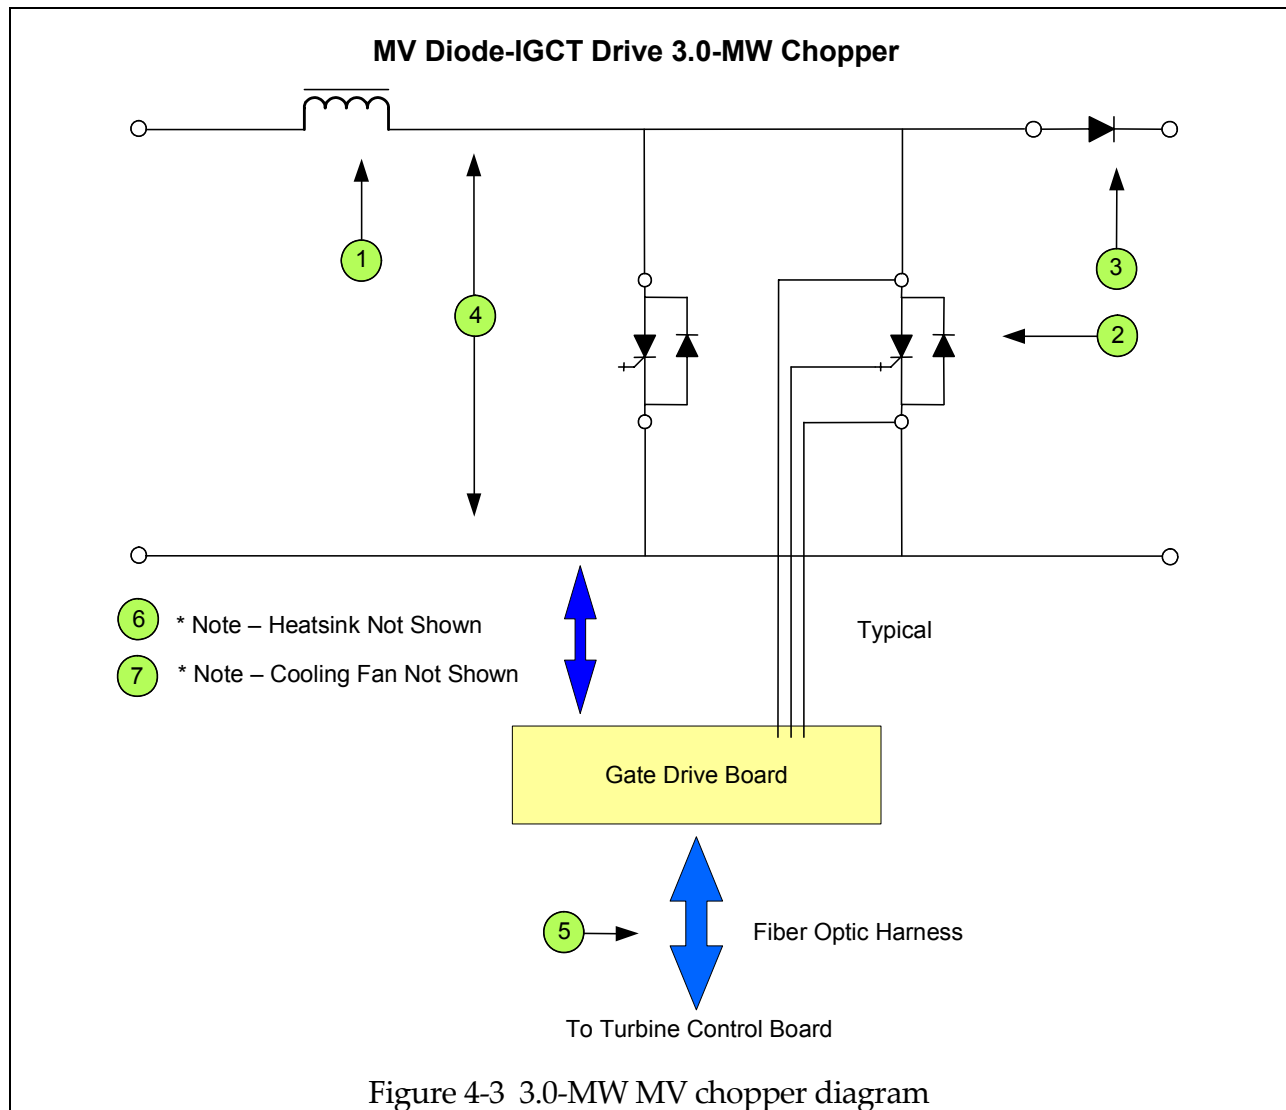 MV Diode-IGCT Drive 3.0-MW Chopper
1
3
4
2
6 * Note – Heatsink Not Shown
Typical
7 * Note – Cooling Fan Not Shown
Gate Drive Board
5 Fiber Optic Harness
To Turbine Control Board
Figure 4-3 3.0-MW MV chopper diagram